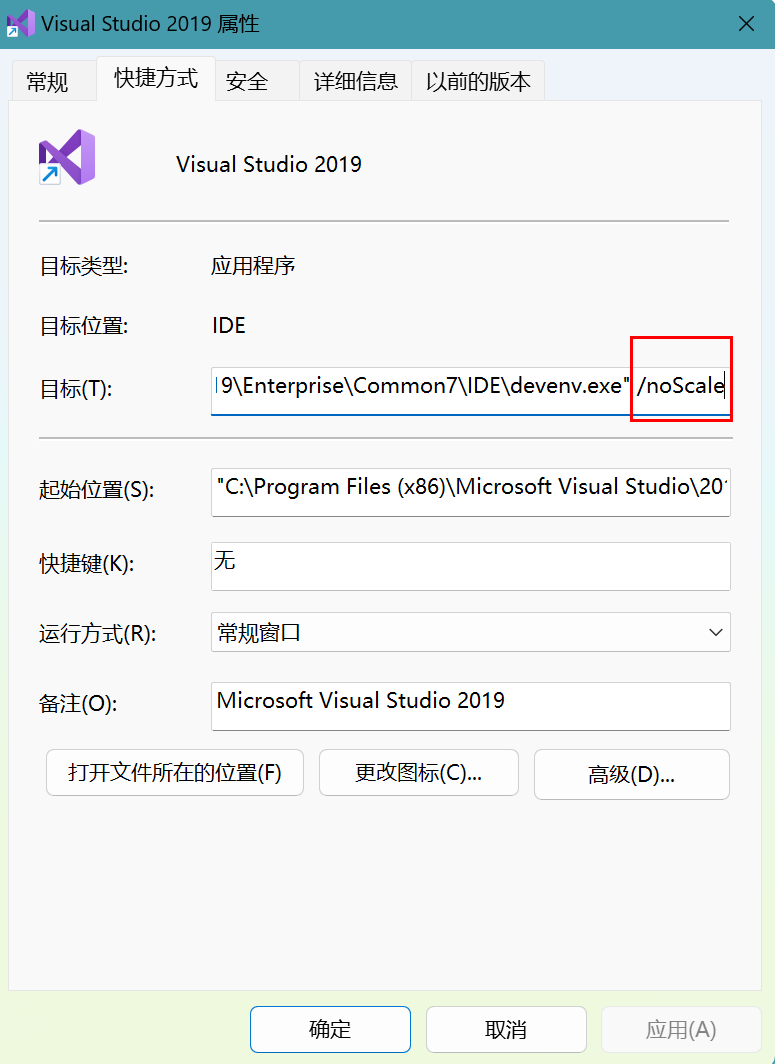 Visual Studio 2019 属性
常规 快捷方式 安全 详细信息 以前的版本
Visual Studio 2019
目标类型: 应用程序
目标位置: IDE
目标(T): 19\Enterprise\Common7\IDE\devenv.exe" /noScale
起始位置(S): "C:\Program Files (x86)\Microsoft Visual Studio\201
快捷键(K): 无
运行方式(R): 常规窗口
备注(O): Microsoft Visual Studio 2019
打开文件所在的位置(F) 更改图标(C)... 高级(D)...
确定 取消 应用(A)